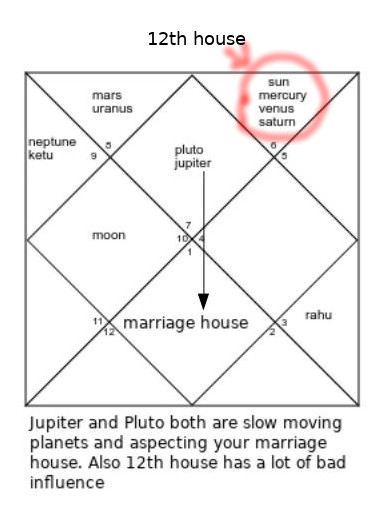 12th house
sun
mercury
venus
saturn
mars
uranus
neptune
ketu
pluto
jupiter
8
9
6
5
moon
7
10 4
1
11
12
marriage house
3
2
rahu
Jupiter and Pluto both are slow moving
planets and aspecting your marriage
house. Also 12th house has a lot of bad
influence